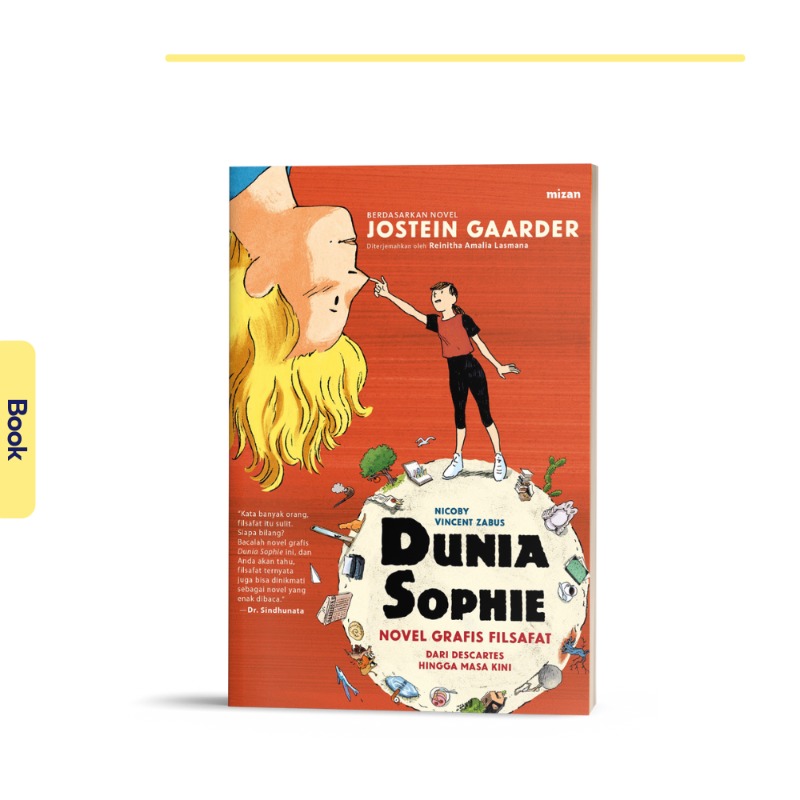 Book
mizan
BERDASARKAN NOVEL
JOSTEIN GAARDER
Diterjemahkan oleh Reinitha Amalia Lasmana
NICOBY
VINCENT ZABUS
DUNIA
SOPHIE
NOVEL GRAFIS FILSAFAT
DARI DESCARTES
HINGGA MASA KINI
"Kata banyak orang,
filsafat itu sulit.
Siapa bilang?
Bacalah novel grafis
Dunia Sophie ini, dan
Anda akan tahu,
filsafat ternyata
juga bisa dinikmati
sebagai novel yang
enak dibaca."
—Dr. Sindhunata